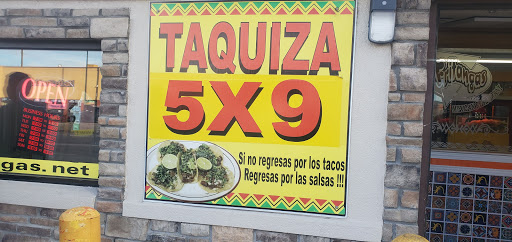 TAQUIZA
5X9
Si no regresas por los tacos
Regresas por las salsas !!!
OPEN
gas.net